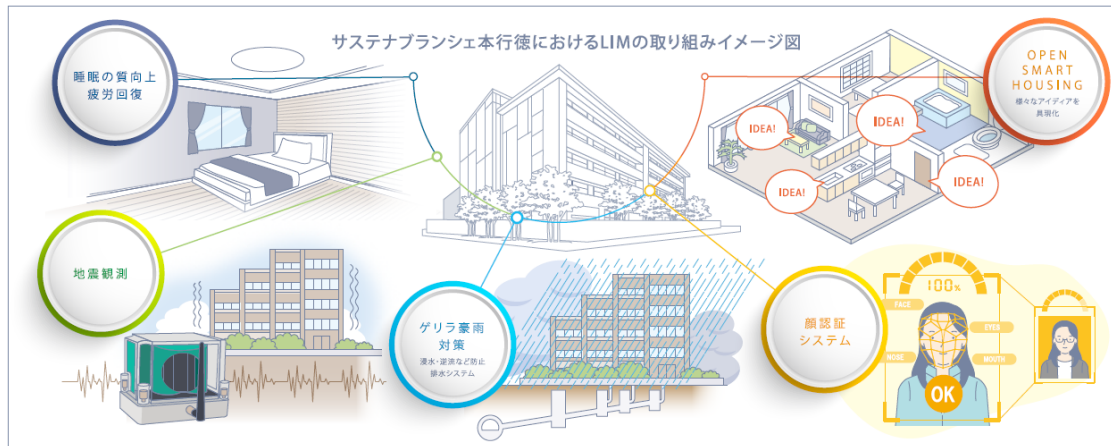 サステナブランシェ本行徳におけるLIMの取り組みイメージ図
睡眠の質向上
疲労回復
OPEN
SMART
HOUSING
様々なアイディアを
具現化
IDEA!
IDEA!
IDEA!
IDEA!
地震観測
ゲリラ豪雨
対策
浸水・逆流など防止
排水システム
顔認証
システム
100%
FACE
EYES
NOSE
MOUTH
OK